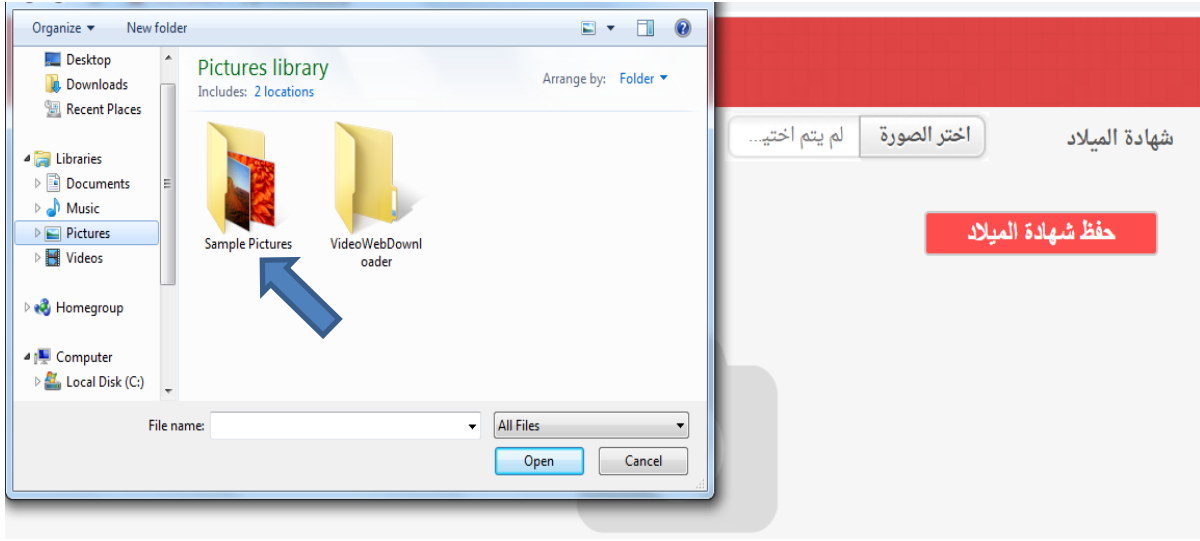 Organize New folder
Desktop
Downloads
Recent Places
Libraries
Documents
Music
Pictures
Videos
Homegroup
Computer
Local Disk (C:)
Pictures library
Includes: 2 locations
Arrange by: Folder
Sample Pictures
VideoWebDownl
oader
File name:
All Files
Open Cancel
شهادة الميلاد
اختر الصورة
لم يتم اختيـ...
حفظ شهادة الميلاد